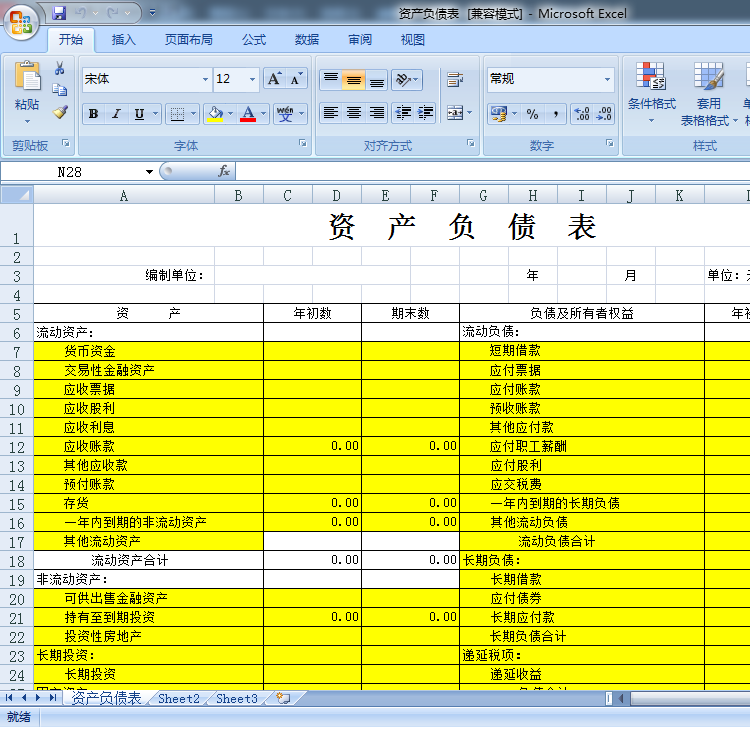 资产负债表 [兼容模式] - Microsoft Excel
开始 插入 页面布局 公式 数据 审阅 视图
宋体 12 A A 常规
粘贴 B I U A wén 文 % , .00 .0 条件格式 套用
表格格式
剪贴板 字体 对齐方式 数字 样式
N28 fx
A B C D E F G H I J K
1 资 产 负 债 表
2
3 编制单位: 年 月 单位:
4
5 资 产 年初数 期末数 负债及所有者权益
6 流动资产: 流动负债:
7 货币资金 短期借款
8 交易性金融资产 应付票据
9 应收票据 应付账款
10 应收股利 预收账款
11 应收利息 其他应付款
12 应收账款 0.00 0.00 应付职工薪酬
13 其他应收款 应付股利
14 预付账款 应交税费
15 存货 0.00 0.00 一年内到期的长期负债
16 一年内到期的非流动资产 0.00 0.00 其他流动负债
17 其他流动资产 流动负债合计
18 流动资产合计 0.00 0.00 长期负债:
19 非流动资产: 长期借款
20 可供出售金融资产 应付债券
21 持有至到期投资 0.00 0.00 长期应付款
22 投资性房地产 长期负债合计
23 长期投资: 递延税项:
24 长期投资 递延收益
资产负债表 Sheet2 Sheet3
就绪